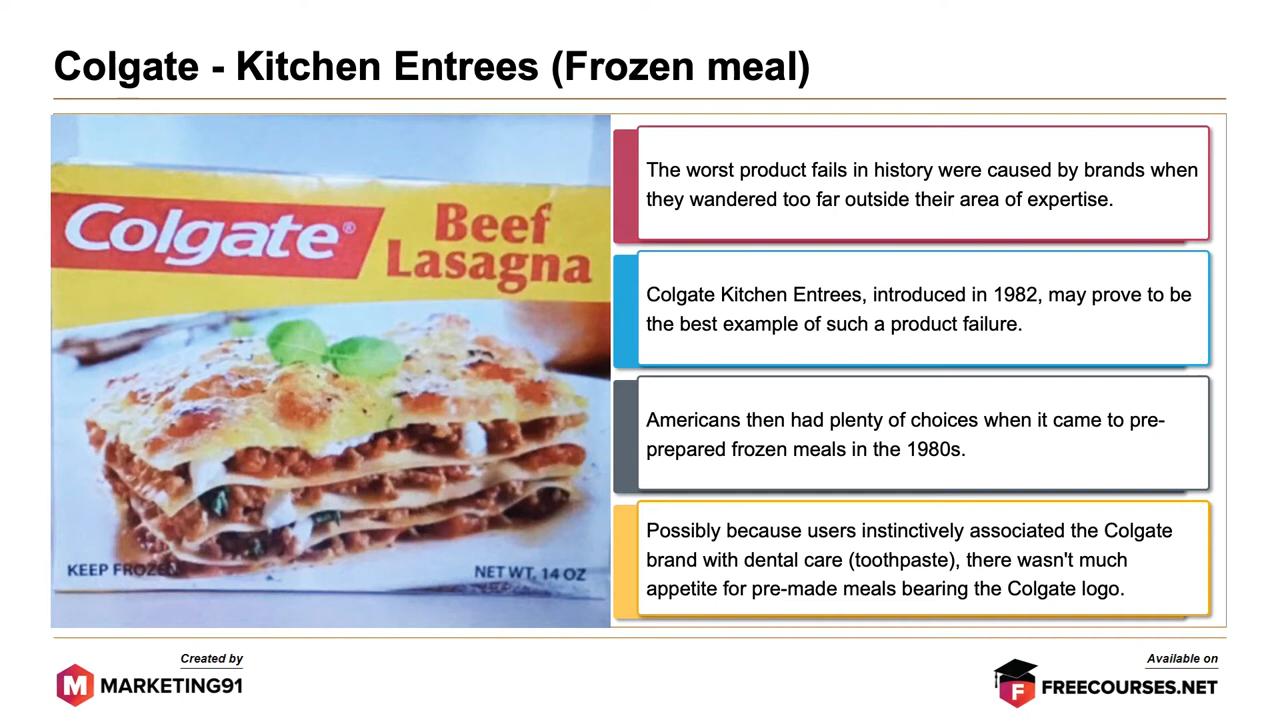 Colgate - Kitchen Entrees (Frozen meal)
Colgate®
Beef
Lasagna
KEEP FROZEN
NET WT. 14 OZ
The worst product fails in history were caused by brands when
they wandered too far outside their area of expertise.
Colgate Kitchen Entrees, introduced in 1982, may prove to be
the best example of such a product failure.
Americans then had plenty of choices when it came to pre-
prepared frozen meals in the 1980s.
Possibly because users instinctively associated the Colgate
brand with dental care (toothpaste), there wasn't much
appetite for pre-made meals bearing the Colgate logo.
Created by
M MARKETING91
Available on
F FREECOURSES.NET